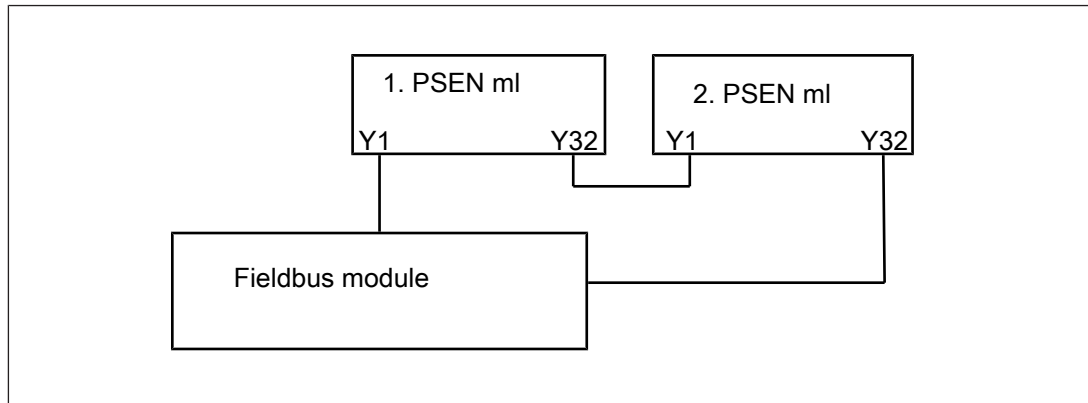 1. PSEN ml
2. PSEN ml
Y1
Y32
Y1
Y32
Fieldbus module